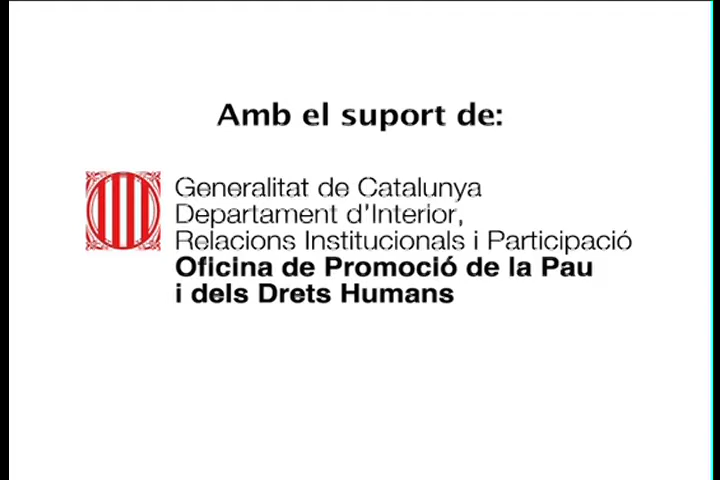 Amb el suport de:
Generalitat de Catalunya
Departament d'Interior,
Relacions Institucionals i Participació
Oficina de Promoció de la Pau
i dels Drets Humans